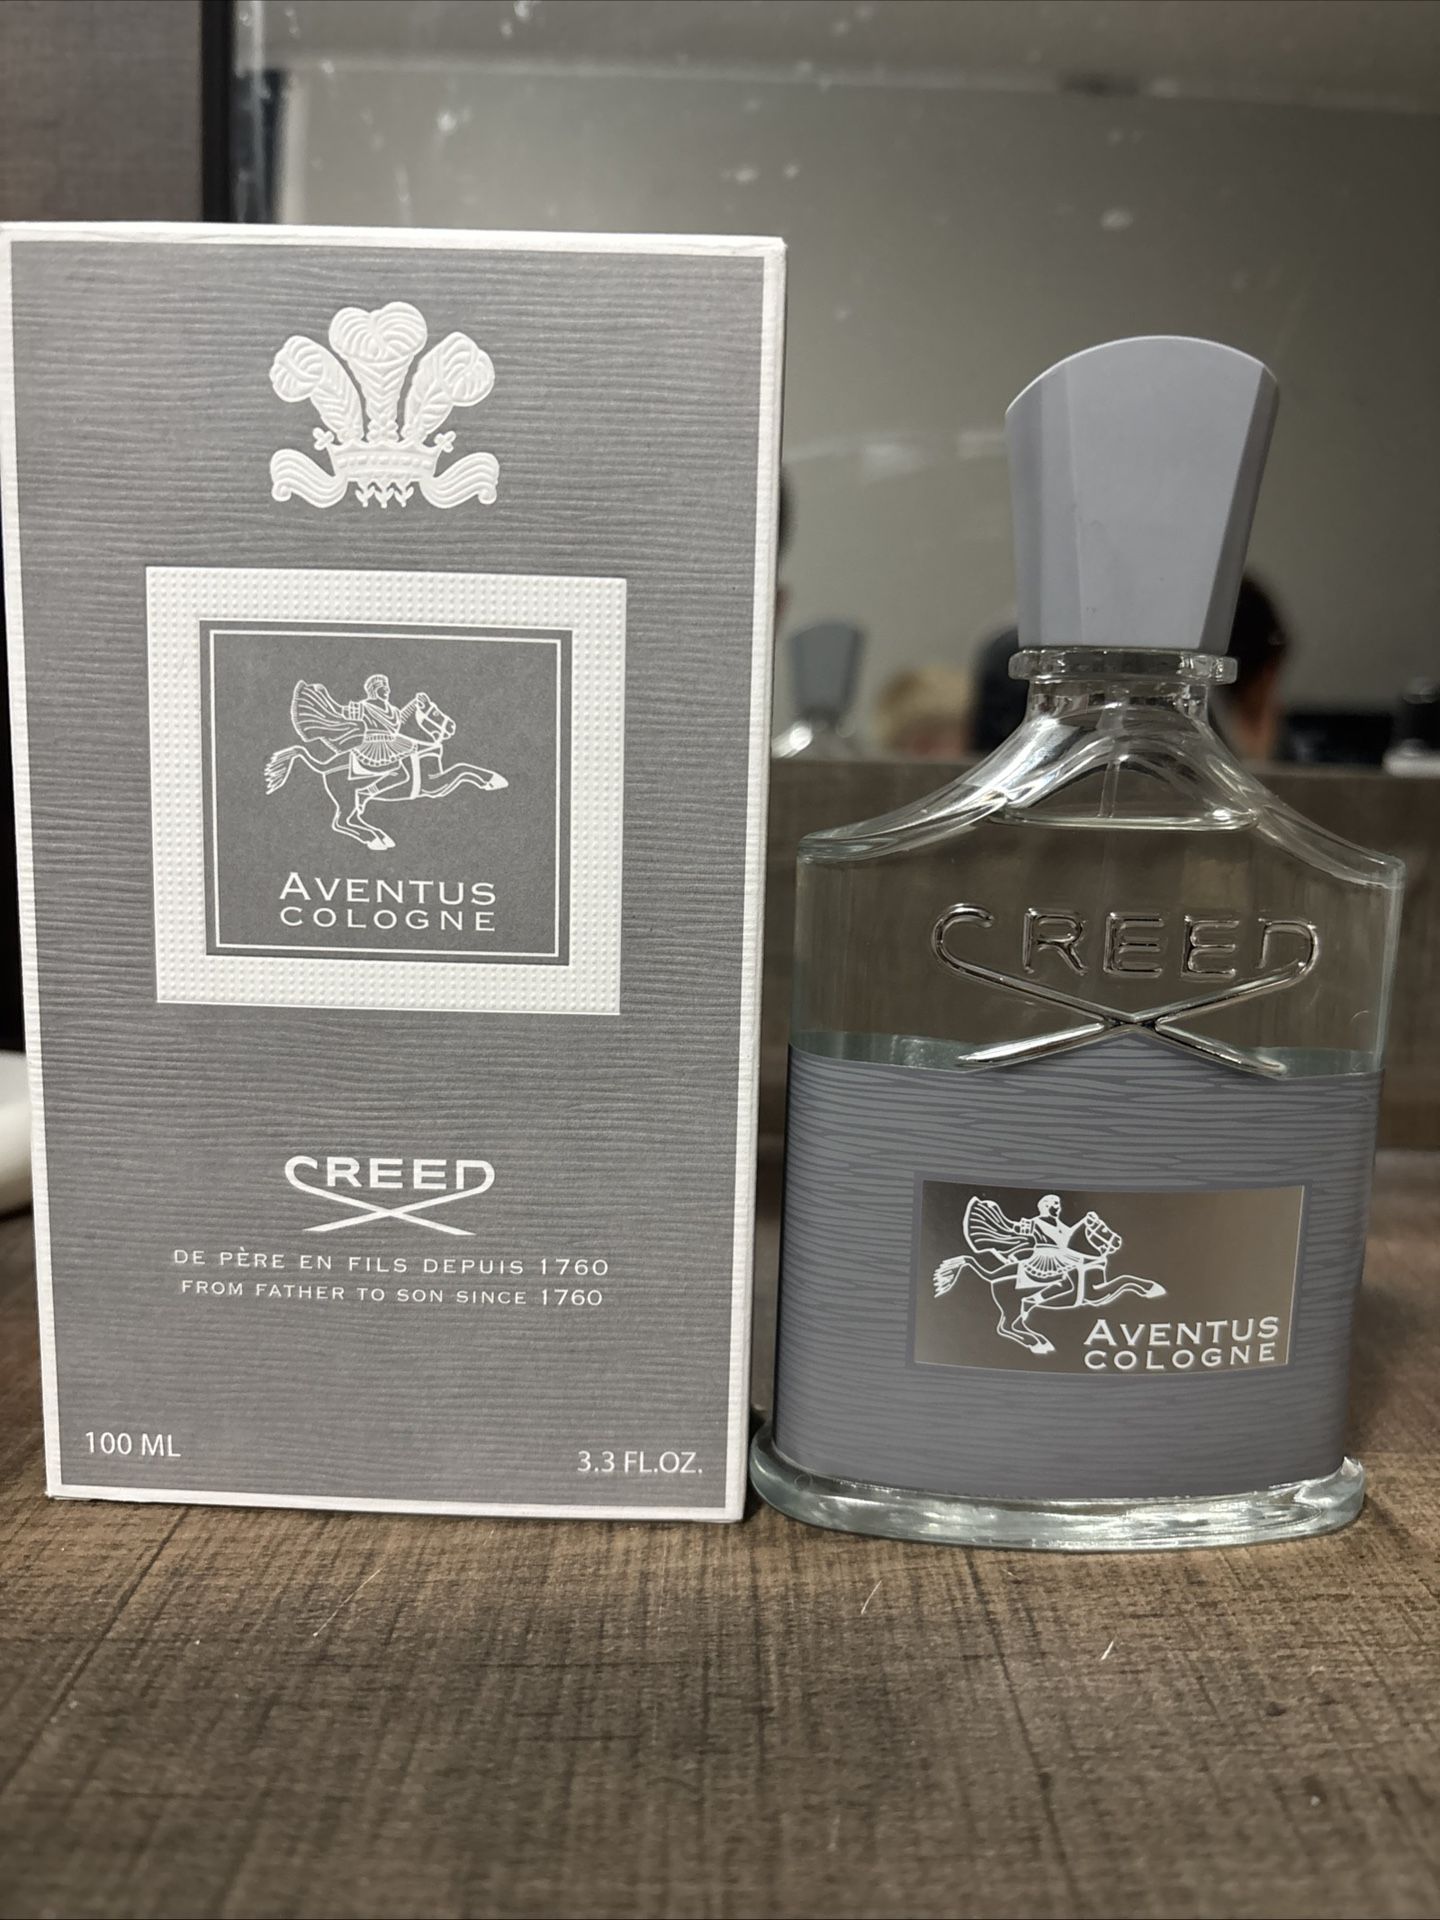 AVENTUS
COLOGNE
CREED
DE PÈRE EN FILS DEPUIS 1760
FROM FATHER TO SON SINCE 1760
100 ML
3.3 FL.OZ.
CREED
AVENTUS
COLOGNE